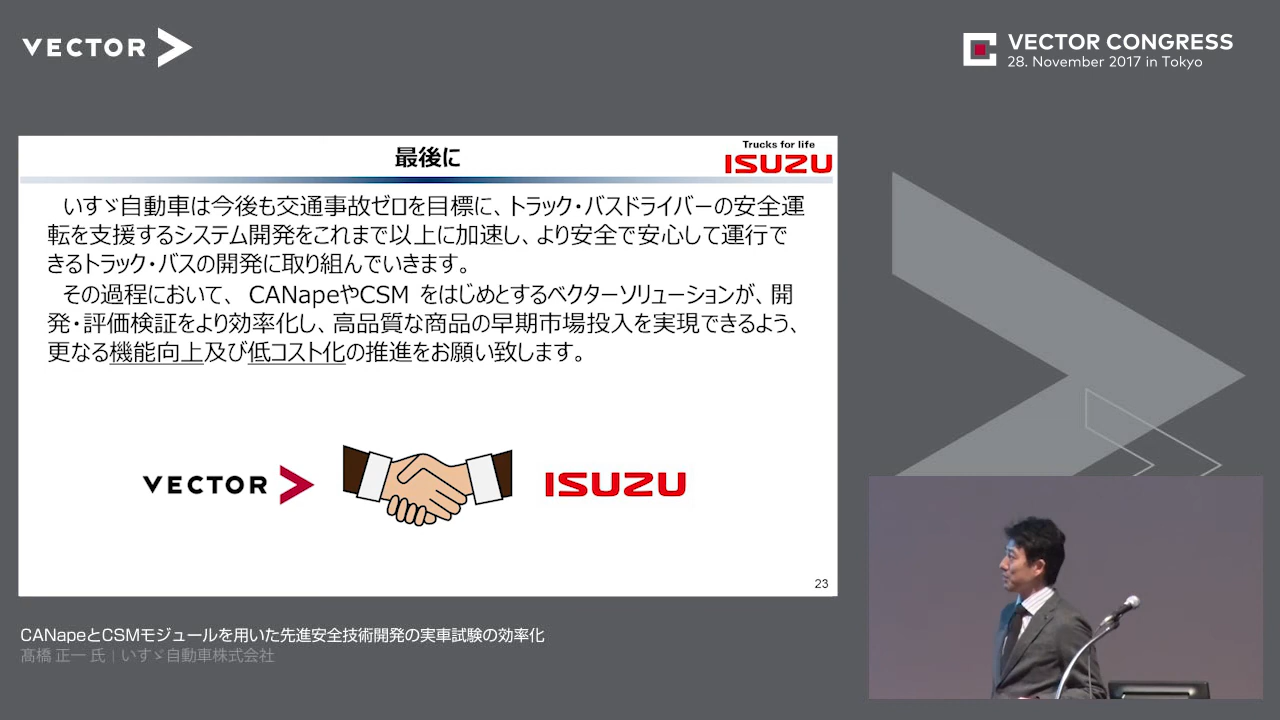 VECTOR
VECTOR CONGRESS
28. November 2017 in Tokyo
最後に
Trucks for life
ISUZU
いすゞ自動車は今後も交通事故ゼロを目標に、トラック・バスドライバーの安全運
転を支援するシステム開発をこれまで以上に加速し、より安全で安心して運行で
きるトラック・バスの開発に取り組んでいきます。
その過程において、 CANapeやCSM をはじめとするベクターソリューションが、開
発・評価検証をより効率化し、高品質な商品の早期市場投入を実現できるよう、
更なる機能向上及び低コスト化の推進をお願い致します。
VECTOR
ISUZU
23
CANapeとCSMモジュールを用いた先進安全技術開発の実車試験の効率化
髙橋 正一 氏 | いすゞ自動車株式会社